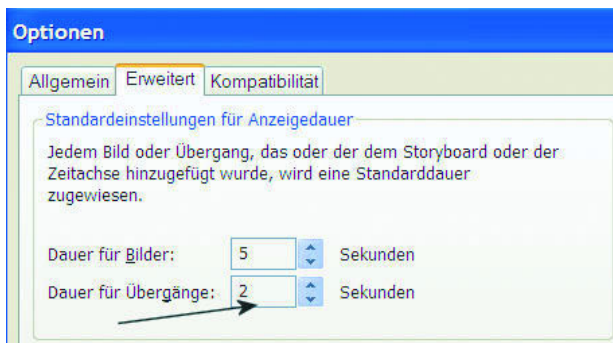 Optionen
Allgemein Erweitert Kompatibilität
Standardeinstellungen für Anzeigedauer
Jedem Bild oder Übergang, das oder der dem Storyboard oder der
Zeitachse hinzugefügt wurde, wird eine Standarddauer
zugewiesen.
Dauer für Bilder: 5 Sekunden
Dauer für Übergänge: 2 Sekunden